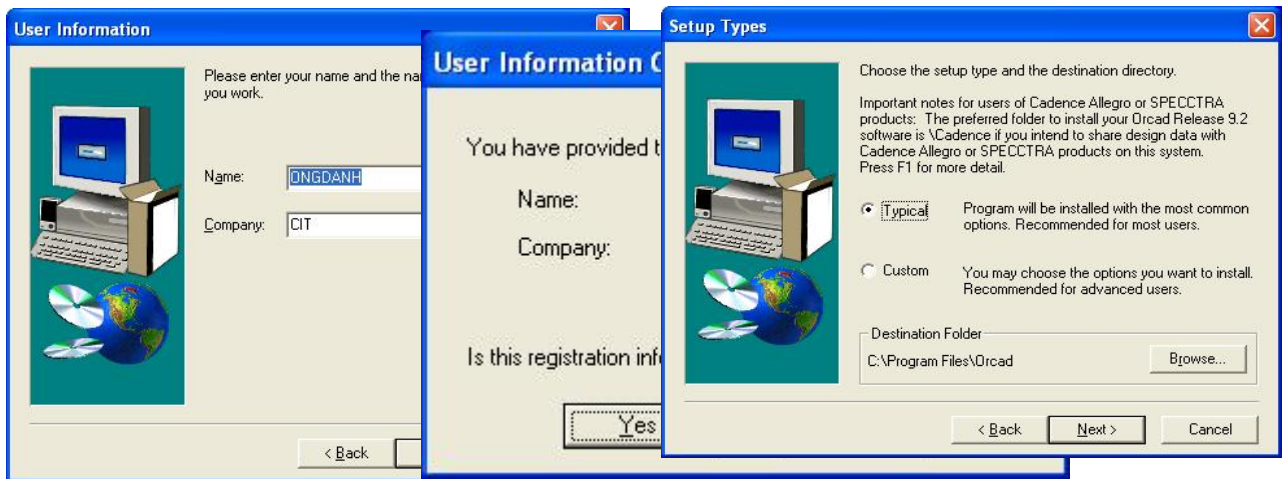 User Information
Please enter your name and the
you work.
Name: ONGDANH
Company: CIT
< Back
User Information
You have provided
Name:
Company:
Is this registration
Yes
Setup Types
Choose the setup type and the destination directory.
Important notes for users of Cadence Allegro or SPECCTRA
products: The preferred folder to install your Orcad Release 9.2
software is \Cadence if you intend to share design data with
Cadence Allegro or SPECCTRA products on this system.
Press F1 for more detail.
Typical Program will be installed with the most common
options. Recommended for most users.
Custom You may choose the options you want to install.
Recommended for advanced users.
Destination Folder
C:\Program Files\Orcad Browse...
< Back Next > Cancel